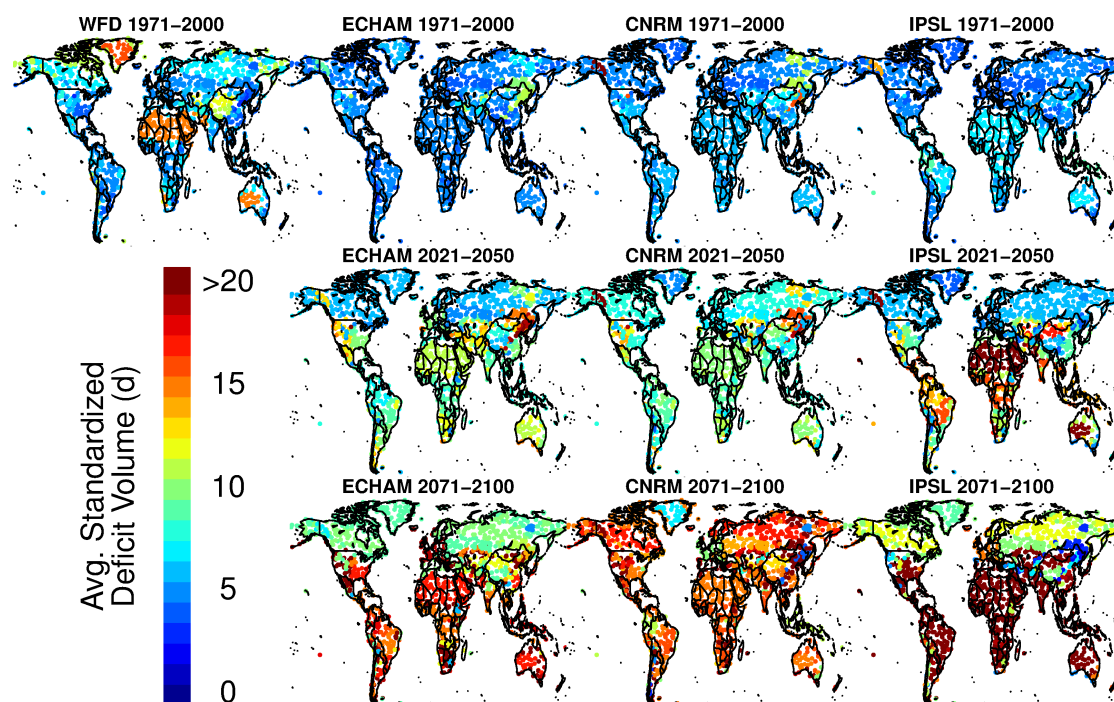 WFD 1971−2000
ECHAM 1971−2000
CNRM 1971−2000
IPSL 1971−2000
ECHAM 2021−2050
CNRM 2021−2050
IPSL 2021−2050
Avg. Standardized
Deficit Volume (d)
>20
15
10
5
0
ECHAM 2071−2100
CNRM 2071−2100
IPSL 2071−2100